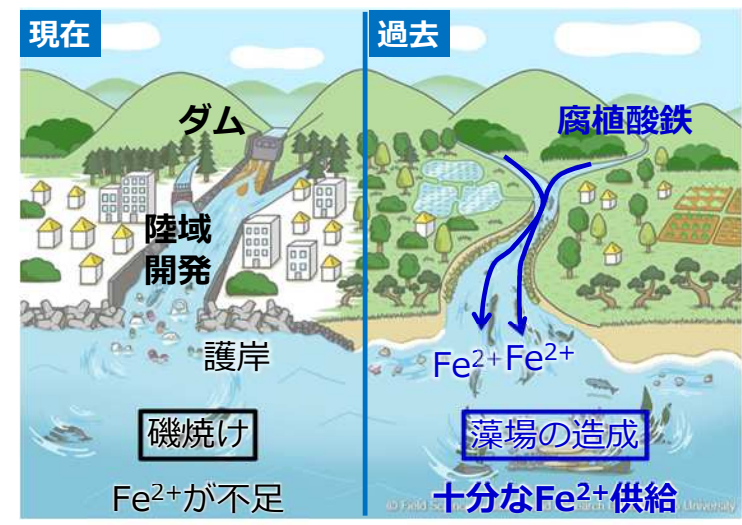 現在
ダム
陸域
開発
護岸
磯焼け
Fe²⁺が不足
過去
腐植酸鉄
Fe²⁺Fe²⁺
藻場の造成
十分なFe²⁺供給